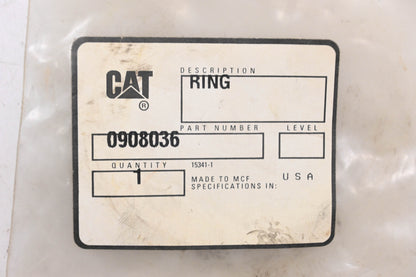 DESCRIPTION
CAT®
RING
PART NUMBER LEVEL
0908036
QUANTITY 15341-1
1
MADE TO MCF
SPECIFICATIONS IN: USA